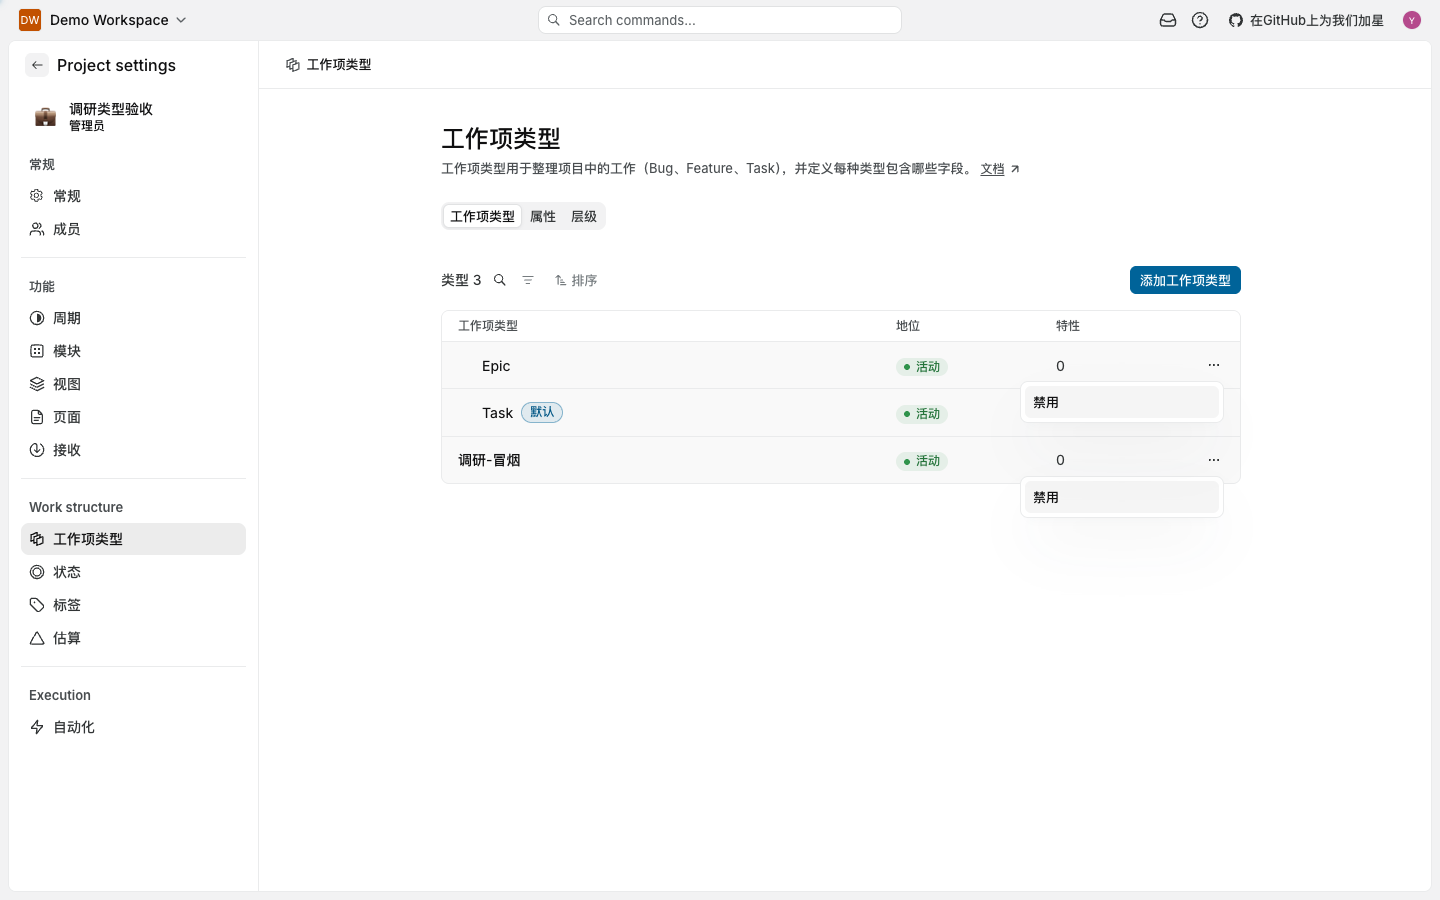 DW Demo Workspace
Search commands...
在GitHub上为我们加星
Y
Project settings
调研类型验收
管理员
常规
常规
成员
功能
周期
模块
视图
页面
接收
Work structure
工作项类型
状态
标签
估算
Execution
自动化
工作项类型
工作项类型
工作项类型用于整理项目中的工作（Bug、Feature、Task），并定义每种类型包含哪些字段。 文档
工作项类型 属性 层级
类型 3 排序 添加工作项类型
工作项类型 地位 特性
Epic 活动 0
禁用
Task 默认 活动
调研-冒烟 活动 0
禁用